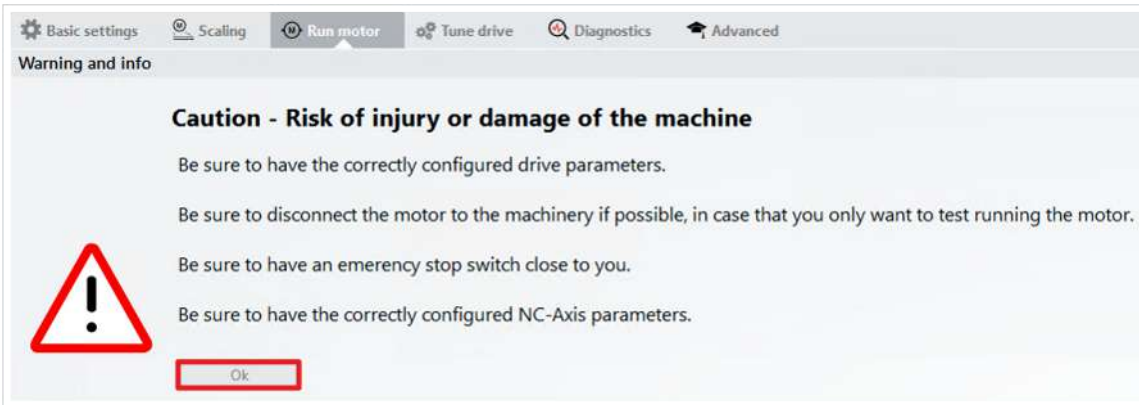 Basic settings Scaling Run motor Tune drive Diagnostics Advanced
Warning and info
Caution - Risk of injury or damage of the machine
Be sure to have the correctly configured drive parameters.
Be sure to disconnect the motor to the machinery if possible, in case that you only want to test running the motor.
Be sure to have an emerency stop switch close to you.
Be sure to have the correctly configured NC-Axis parameters.
Ok